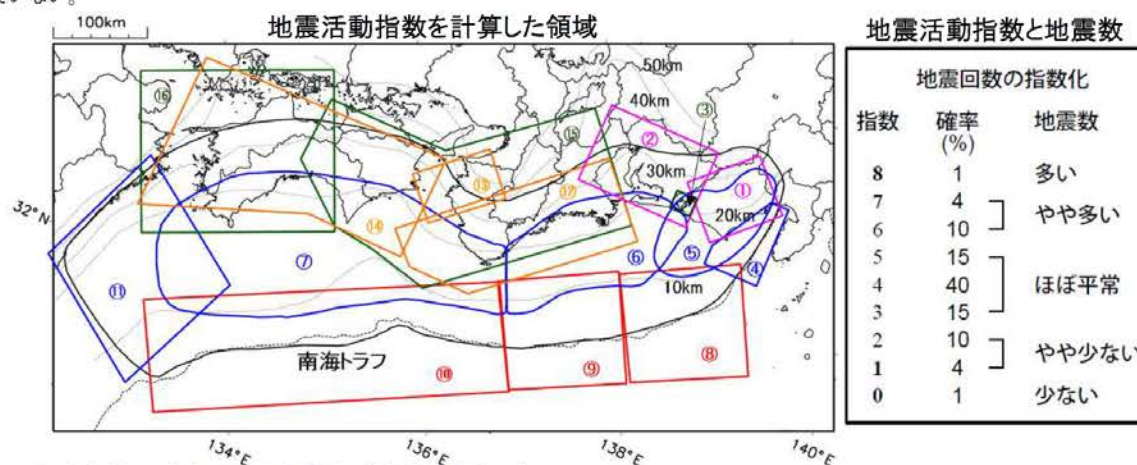 いない。
100km
地震活動指数を計算した領域
地震活動指数と地震数
50km
40km
30km
20km
10km
③
⑯
②
⑮
①
⑬
⑰
⑭
⑦
⑥
⑤
④
⑪
⑩
⑨
⑧
南海トラフ
32°N
134°E
136°E
138°E
140°E
地震回数の指数化
指数 確率 地震数
(%)
8 1 多い
7 4
やや多い
6 10
5 15
4 40 ほぼ平常
3 15
2 10
やや少ない
1 4
0 1 少ない